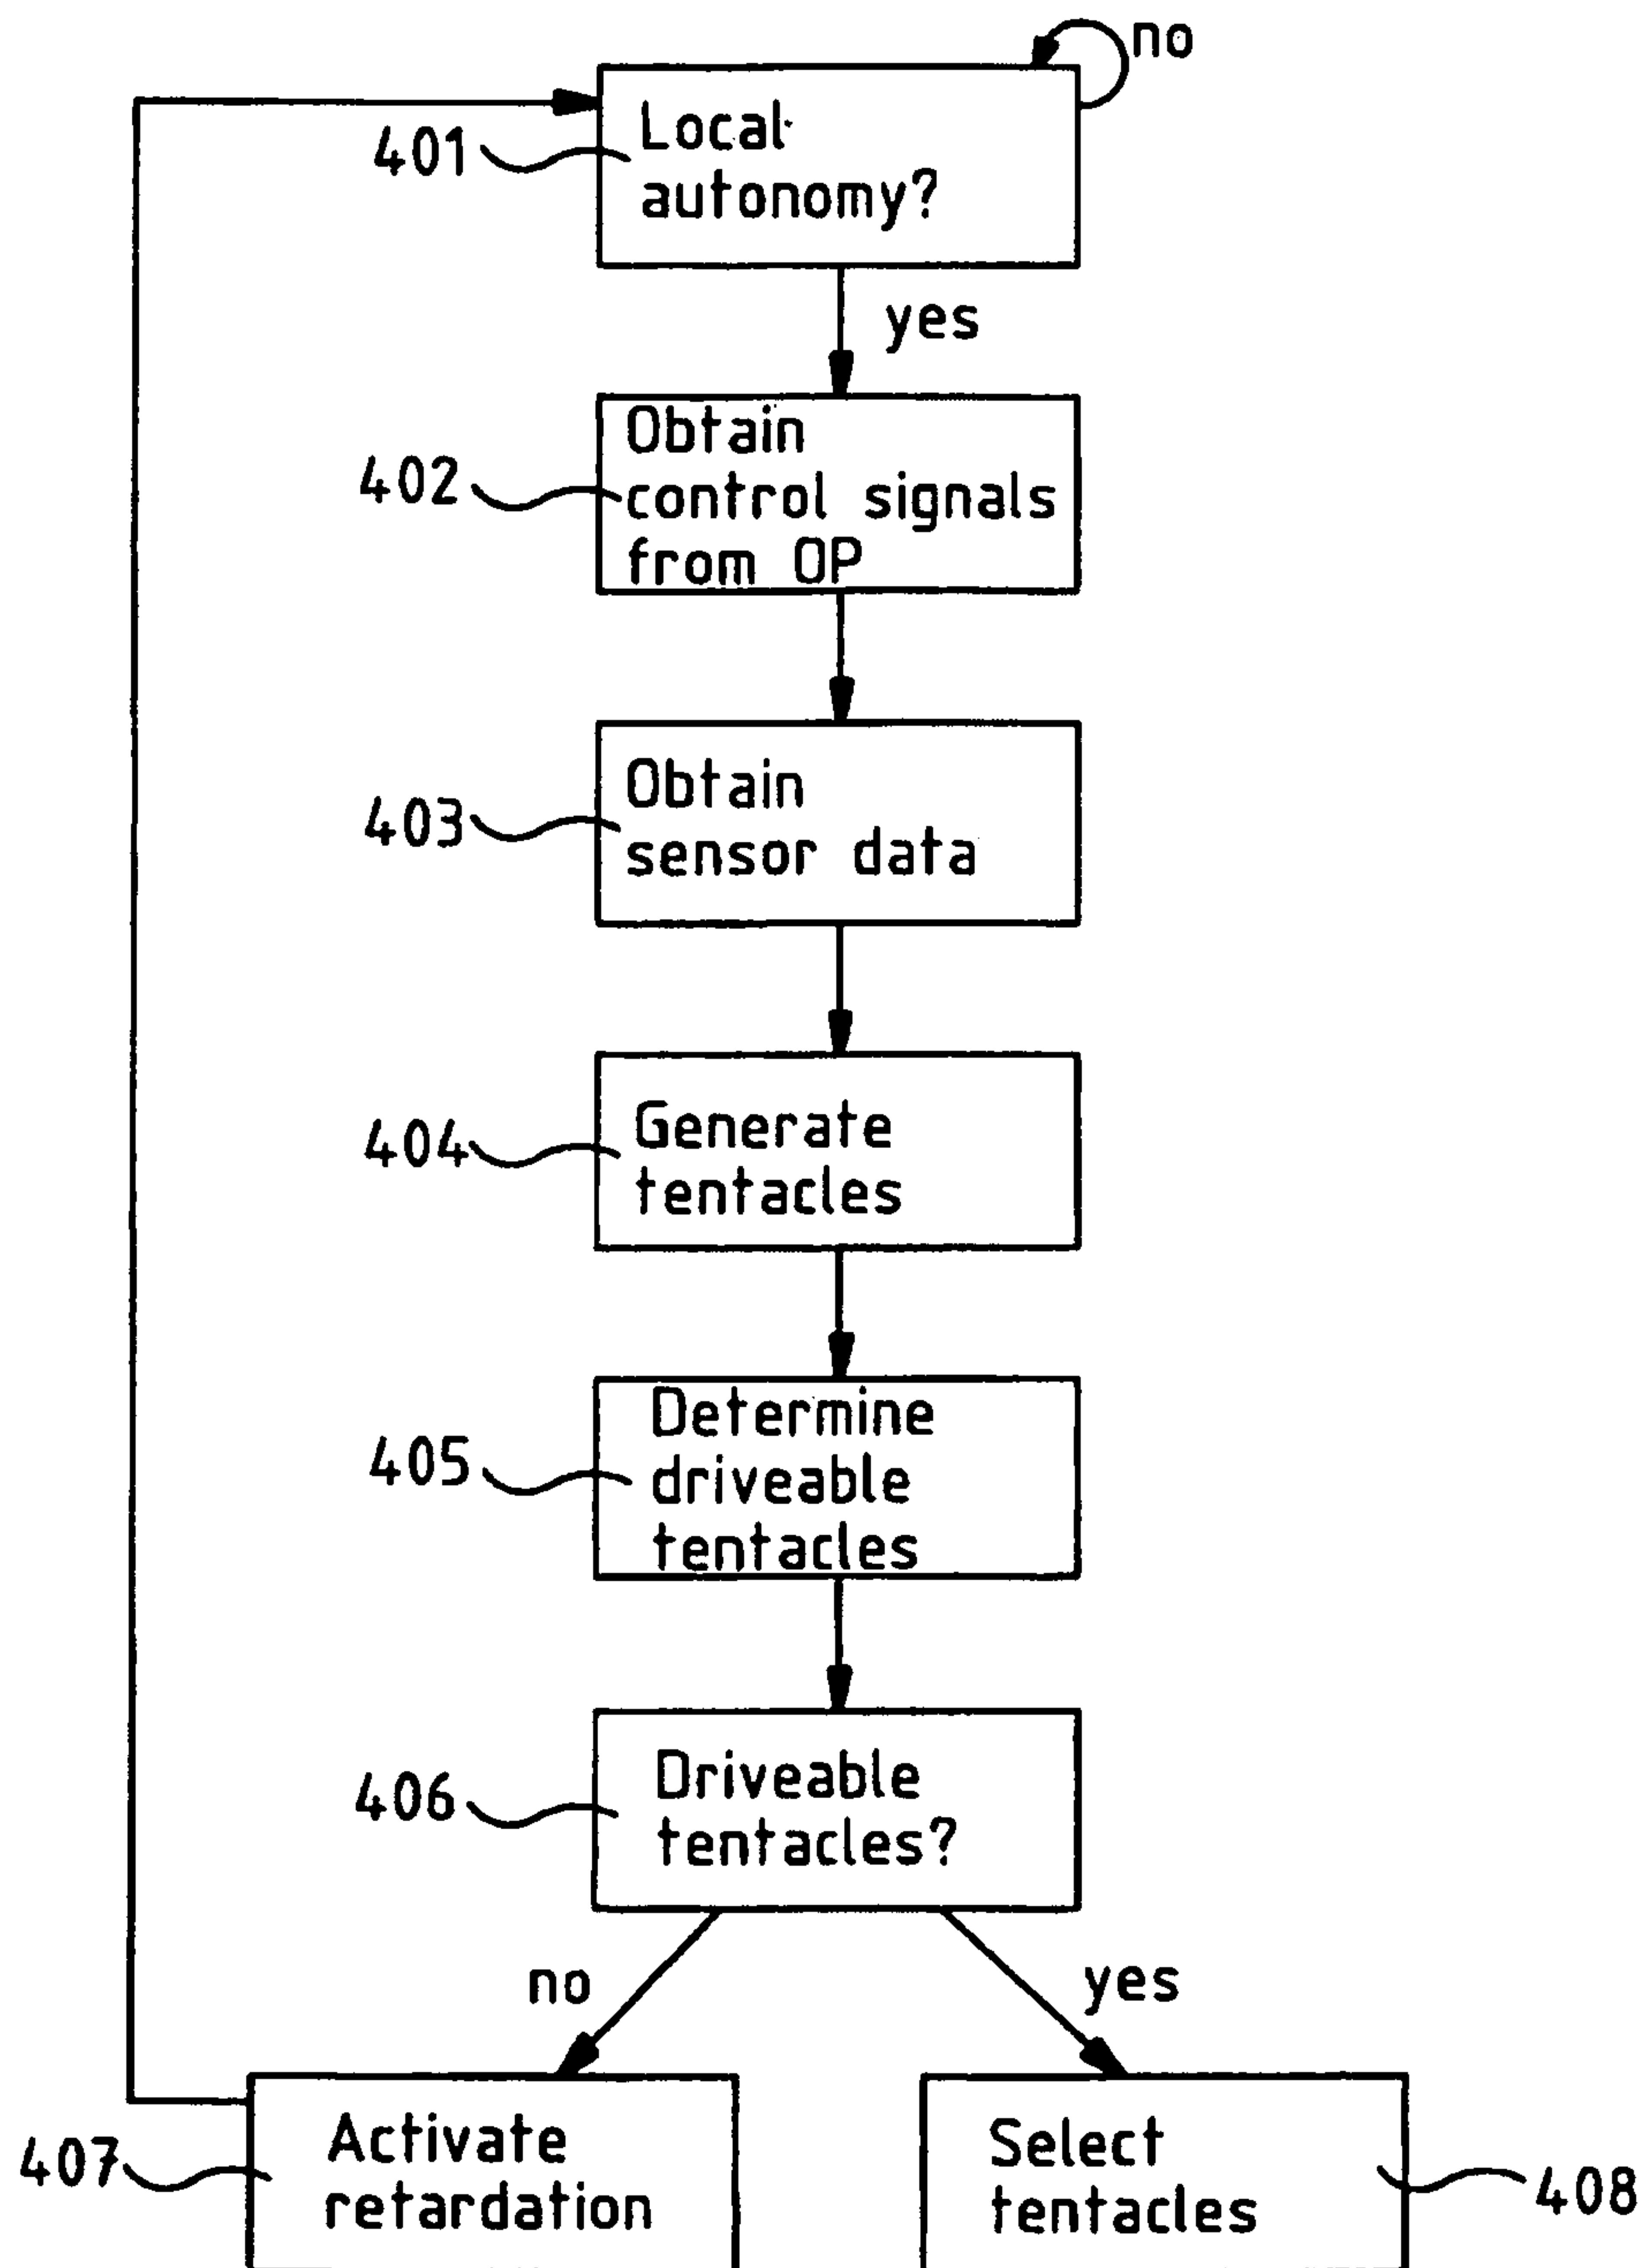 no
Local
autonomy?
401
yes
Obtain
control signals
from OP
402
Obtain
sensor data
403
Generate
tentacles
404
Determine
driveable
tentacles
405
Driveable
tentacles?
406
no
yes
Activate
retardation
407
Select
tentacles
408